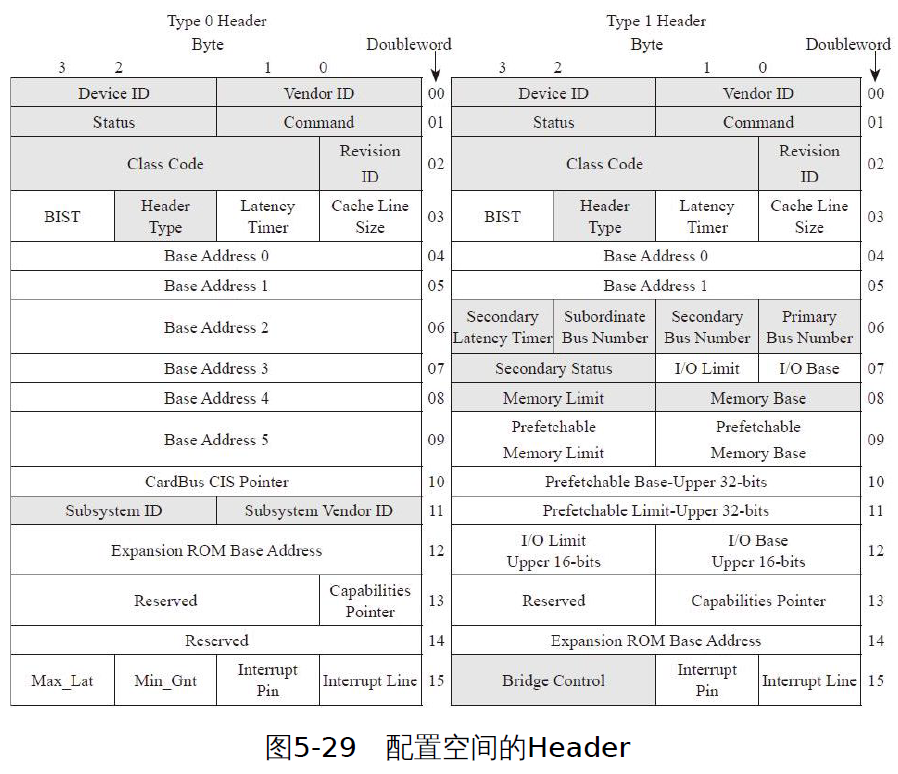 Type 0 Header
Byte
Doubleword
3 2 1 0
Device ID Vendor ID 00
Status Command 01
Class Code Revision ID 02
BIST Header Type Latency Timer Cache Line Size 03
Base Address 0 04
Base Address 1 05
Base Address 2 06
Base Address 3 07
Base Address 4 08
Base Address 5 09
CardBus CIS Pointer 10
Subsystem ID Subsystem Vendor ID 11
Expansion ROM Base Address 12
Reserved Capabilities Pointer 13
Reserved 14
Max_Lat Min_Gnt Interrupt Pin Interrupt Line 15
Type 1 Header
Byte
Doubleword
3 2 1 0
Device ID Vendor ID 00
Status Command 01
Class Code Revision ID 02
BIST Header Type Latency Timer Cache Line Size 03
Base Address 0 04
Base Address 1 05
Secondary Latency Timer Subordinate Bus Number Secondary Bus Number Primary Bus Number 06
Secondary Status I/O Limit I/O Base 07
Memory Limit Memory Base 08
Prefetchable Memory Limit Prefetchable Memory Base 09
Prefetchable Base-Upper 32-bits 10
Prefetchable Limit-Upper 32-bits 11
I/O Limit Upper 16-bits I/O Base Upper 16-bits 12
Reserved Capabilities Pointer 13
Expansion ROM Base Address 14
Bridge Control Interrupt Pin Interrupt Line 15
图5-29 配置空间的Header